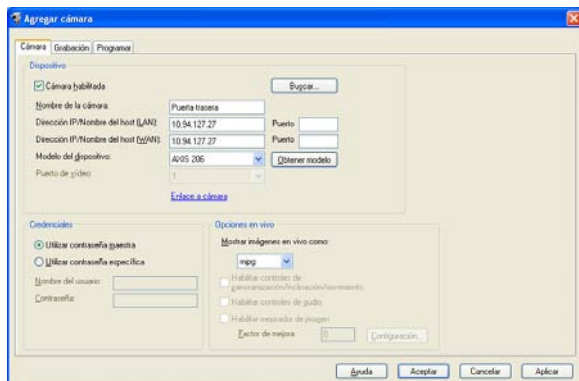 Agregar cámara
Cámara Grabación Programar
Dispositivo
Cámara habilitada Buscar...
Nombre de la cámara: Puerta trasera
Dirección IP/Nombre del host (LAN): 10.94.127.27 Puerto
Dirección IP/Nombre del host (WAN): 10.94.127.27 Puerto
Modelo del dispositivo: AXIS 206 Obtener modelo
Puerto de vídeo: 1
Enlace a cámara
Credenciales Opciones en vivo
Utilizar contraseña maestra Mostrar imágenes en vivo como:
Utilizar contraseña específica mjpg
Nombre del usuario: Habilitar controles de
panoramización/inclinación/movimiento
Contraseña: Habilitar controles de audio
Habilitar mejorador de imagen
Factor de mejora: 0 Configuración...
Ayuda Aceptar Cancelar Aplicar